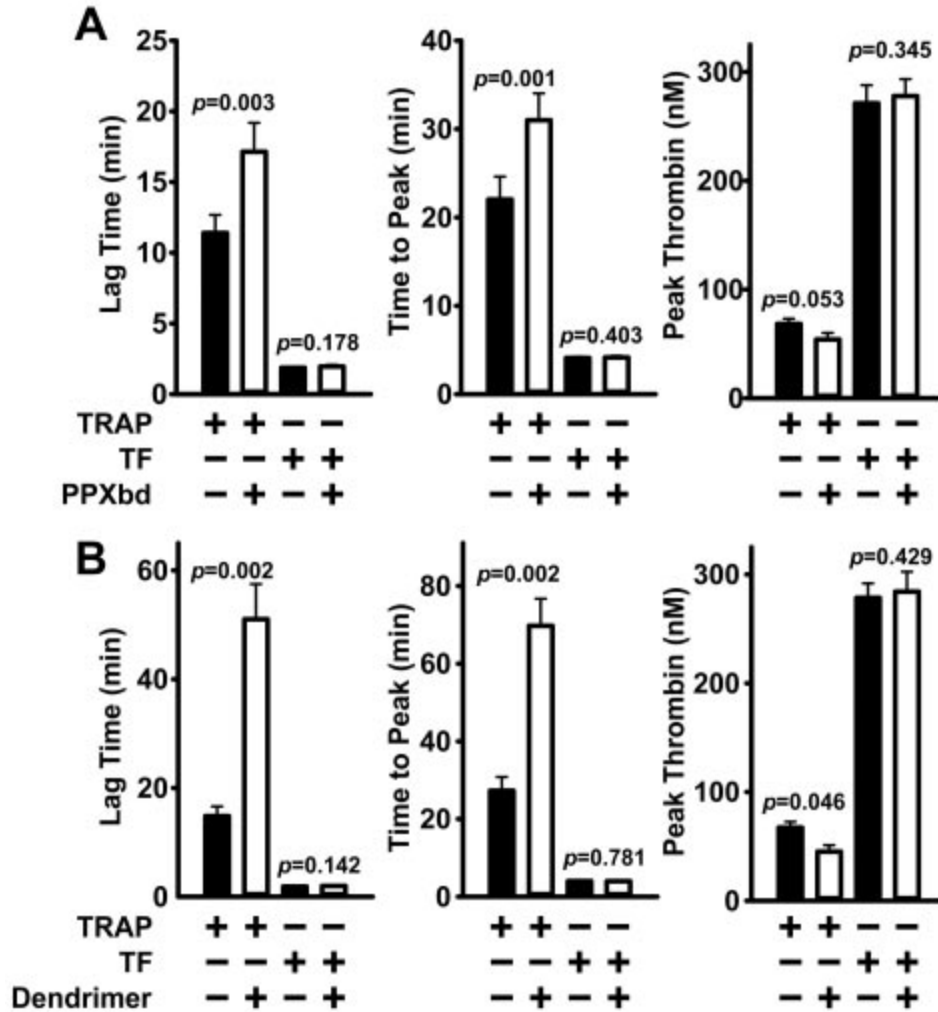 A
Lag Time (min)
25
20
15
10
5
0
p=0.003
p=0.178
Time to Peak (min)
40
30
20
10
0
p=0.001
p=0.403
Peak Thrombin (nM)
300
200
100
0
p=0.345
p=0.053
TRAP + + − − + + − − + + − −
TF − − + + − − + + − − + +
PPXbd − + − + − + − + − + − +
B
Lag Time (min)
60
40
20
0
p=0.002
p=0.142
Time to Peak (min)
80
60
40
20
0
p=0.002
p=0.781
Peak Thrombin (nM)
300
200
100
0
p=0.429
p=0.046
TRAP + + − − + + − − + + − −
TF − − + + − − + + − − + +
Dendrimer − + − + − + − + − + − +